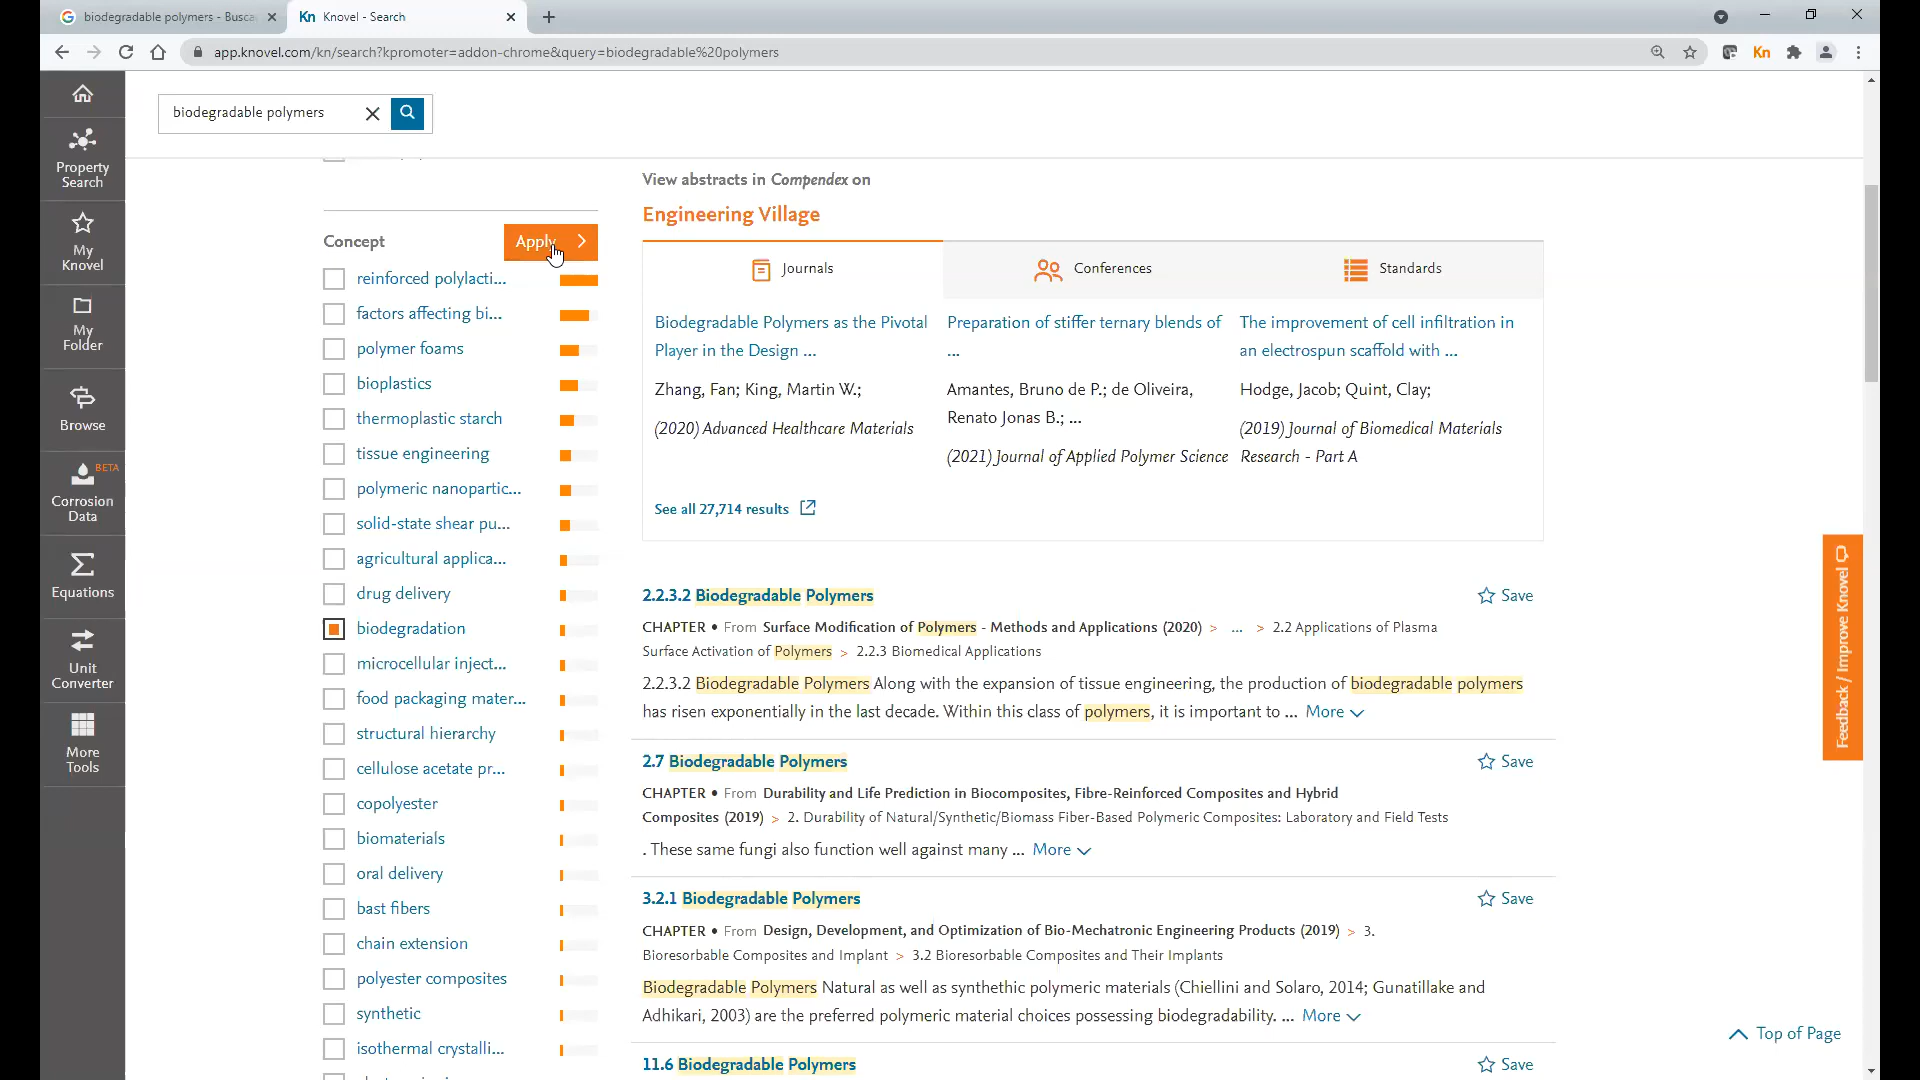 biodegradable polymers - Busca
Knovel - Search
app.knovel.com/kn/search?kpromoter=addon-chrome&query=biodegradable%20polymers
Kn
biodegradable polymers
Property
Search
My
Knovel
My
Folder
Browse
BETA
Corrosion
Data
Equations
Unit
Converter
More
Tools
Concept
Apply
reinforced polylacti...
factors affecting bi...
polymer foams
bioplastics
thermoplastic starch
tissue engineering
polymeric nanopartic...
solid-state shear pu...
agricultural applica...
drug delivery
biodegradation
microcellular inject...
food packaging mater...
structural hierarchy
cellulose acetate pr...
copolyester
biomaterials
oral delivery
bast fibers
chain extension
polyester composites
synthetic
isothermal crystalli...
View abstracts in Compendex on
Engineering Village
Journals
Conferences
Standards
Biodegradable Polymers as the Pivotal
Player in the Design ...
Zhang, Fan; King, Martin W.;
(2020) Advanced Healthcare Materials
Preparation of stiffer ternary blends of
...
Amantes, Bruno de P.; de Oliveira,
Renato Jonas B.; ...
(2021) Journal of Applied Polymer Science
The improvement of cell infiltration in
an electrospun scaffold with ...
Hodge, Jacob; Quint, Clay;
(2019) Journal of Biomedical Materials
Research - Part A
See all 27,714 results
2.2.3.2 Biodegradable Polymers
Save
CHAPTER • From Surface Modification of Polymers - Methods and Applications (2020) > ... > 2.2 Applications of Plasma
Surface Activation of Polymers > 2.2.3 Biomedical Applications
2.2.3.2 Biodegradable Polymers Along with the expansion of tissue engineering, the production of biodegradable polymers
has risen exponentially in the last decade. Within this class of polymers, it is important to ... More
2.7 Biodegradable Polymers
Save
CHAPTER • From Durability and Life Prediction in Biocomposites, Fibre-Reinforced Composites and Hybrid
Composites (2019) > 2. Durability of Natural/Synthetic/Biomass Fiber-Based Polymeric Composites: Laboratory and Field Tests
. These same fungi also function well against many ... More
3.2.1 Biodegradable Polymers
Save
CHAPTER • From Design, Development, and Optimization of Bio-Mechatronic Engineering Products (2019) > 3.
Bioresorbable Composites and Implant > 3.2 Bioresorbable Composites and Their Implants
Biodegradable Polymers Natural as well as synthethic polymeric materials (Chiellini and Solaro, 2014; Gunatillake and
Adhikari, 2003) are the preferred polymeric material choices possessing biodegradability. ... More
11.6 Biodegradable Polymers
Save
Feedback / Improve Knovel
Top of Page